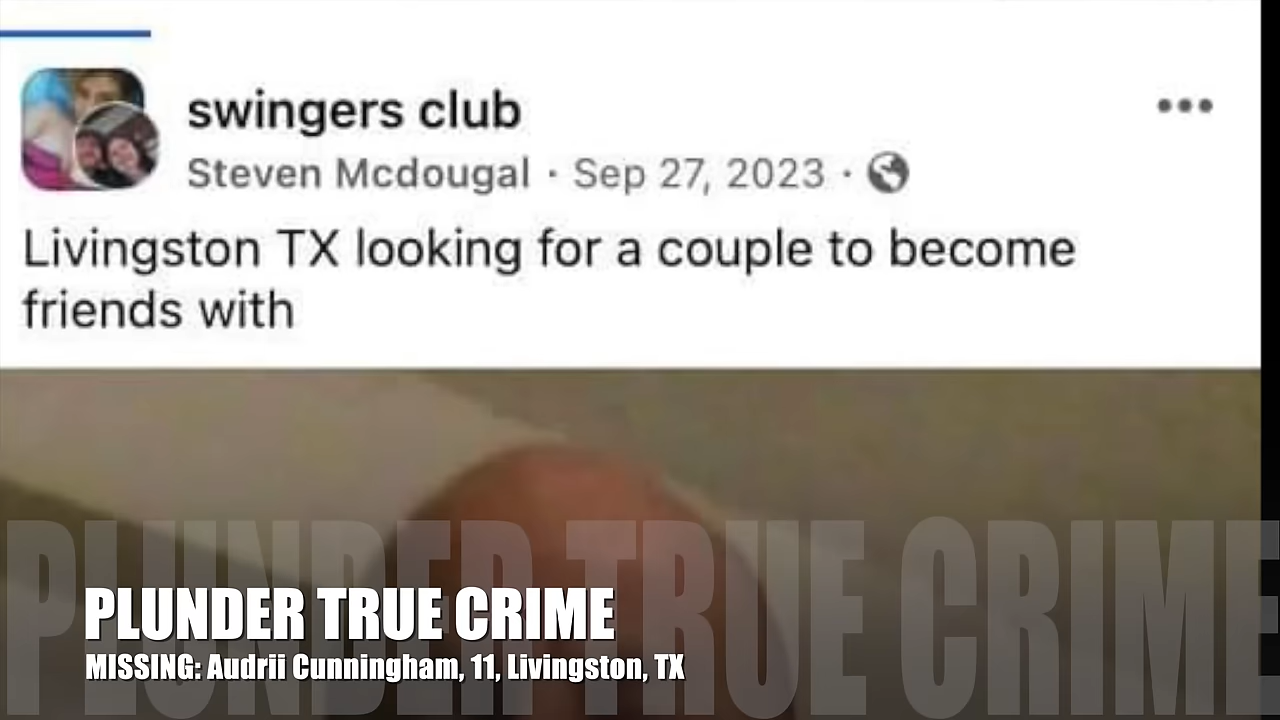 swingers club
Steven Mcdougal · Sep 27, 2023 ·
Livingston TX looking for a couple to become
friends with
PLUNDER TRUE CRIME
PLUNDER TRUE CRIME
MISSING: Audrii Cunningham, 11, Livingston, TX